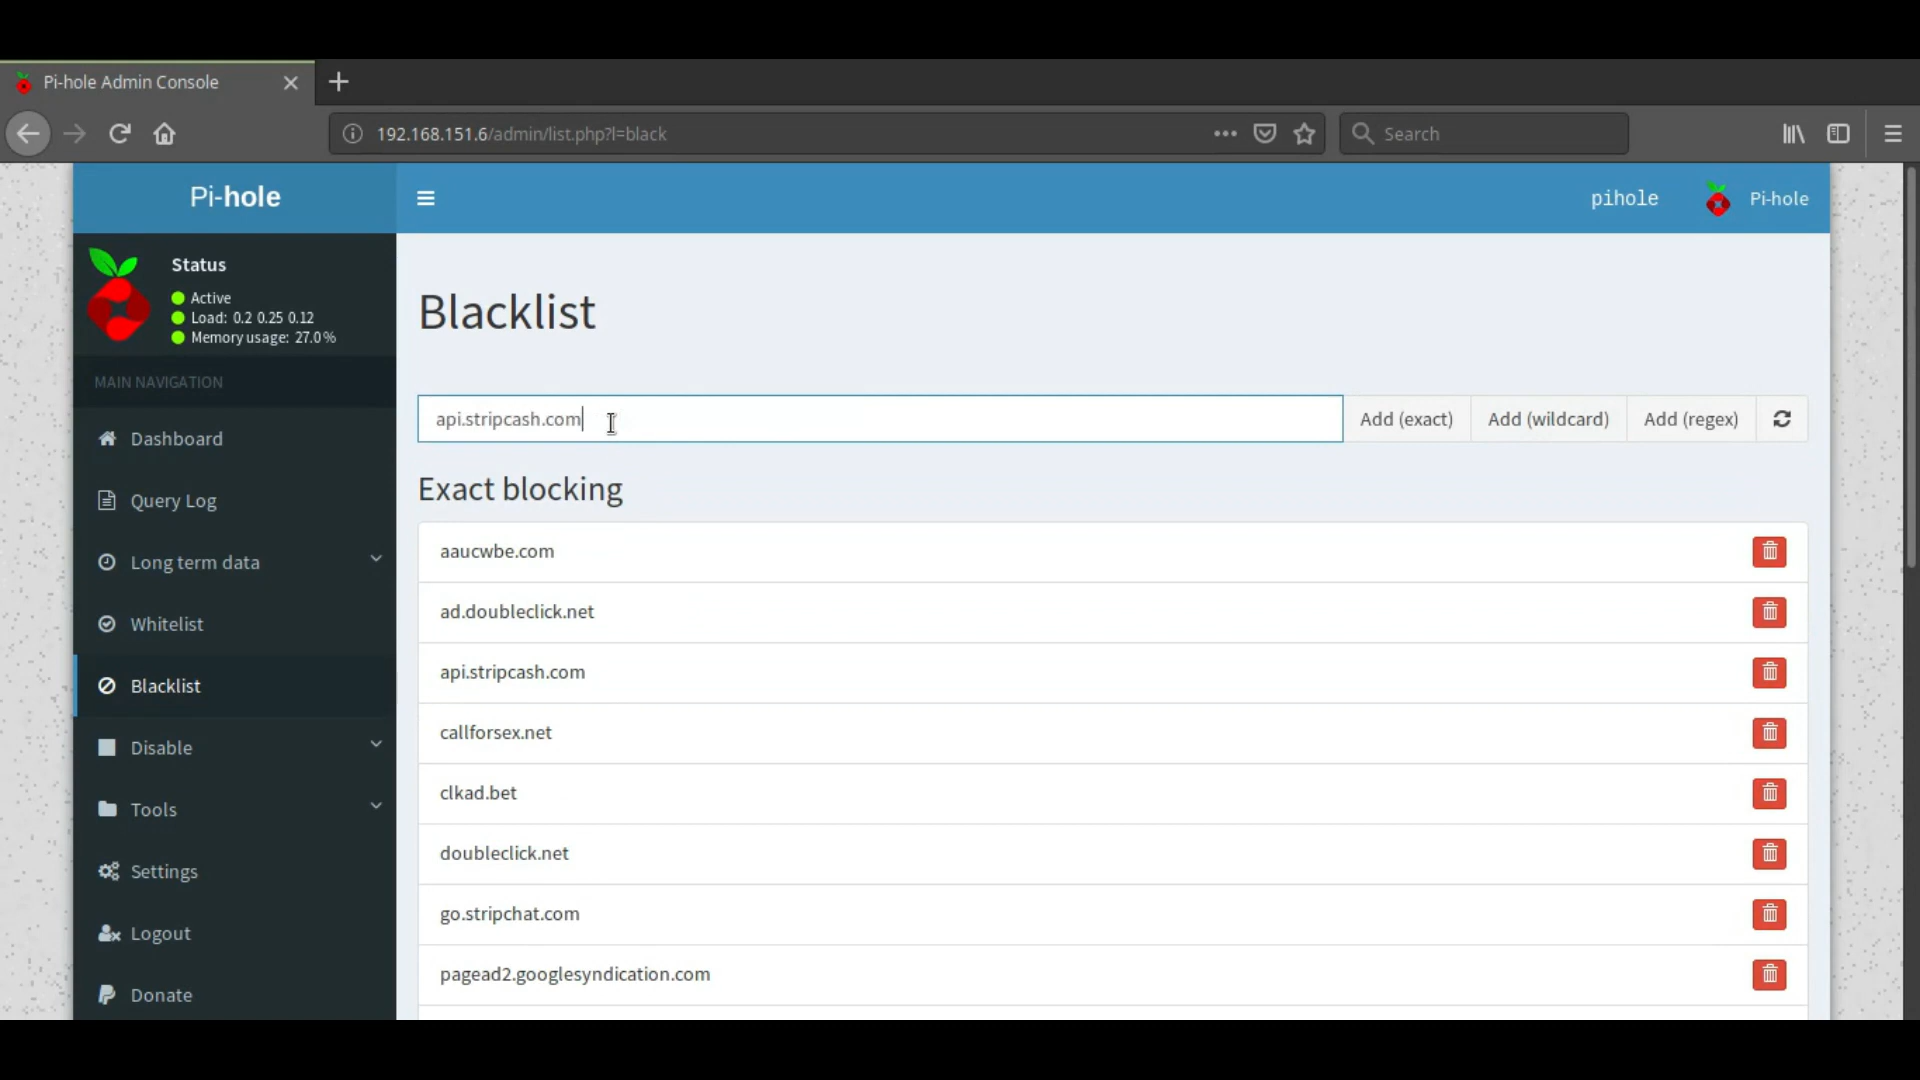 Pi-hole Admin Console
192.168.151.6/admin/list.php?l=black
Search
Pi-hole
pihole
Pi-hole
Status
Active
Load: 0.2 0.25 0.12
Memory usage: 27.0%
MAIN NAVIGATION
Dashboard
Query Log
Long term data
Whitelist
Blacklist
Disable
Tools
Settings
Logout
Donate
Blacklist
api.stripcash.com
Add (exact)
Add (wildcard)
Add (regex)
Exact blocking
aaucwbe.com
ad.doubleclick.net
api.stripcash.com
callforsex.net
clkad.bet
doubleclick.net
go.stripchat.com
pagead2.googlesyndication.com